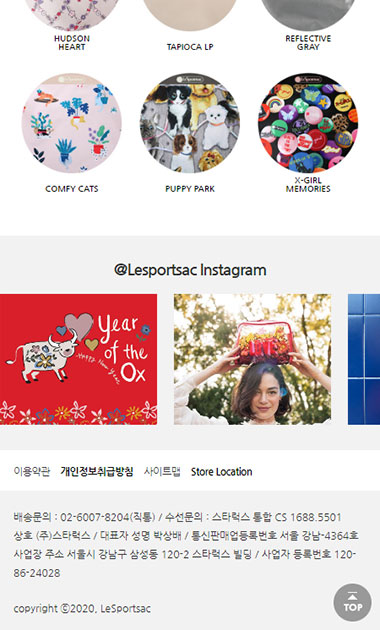 HUDSON
HEART
TAPIOCA LP
REFLECTIVE
GRAY
COMFY CATS
PUPPY PARK
X-GIRL
MEMORIES
@Lesportsac Instagram
Year
of the
Ox
HAPPY New YEAR
이용약관 개인정보취급방침 사이트맵 Store Location
배송문의 : 02-6007-8204(직통) / 수선문의 : 스타럭스 통합 CS 1688.5501
상호 (주)스타럭스 / 대표자 성명 박상배 / 통신판매업등록번호 서울 강남-4364호
사업장 주소 서울시 강남구 삼성동 120-2 스타럭스 빌딩 / 사업자 등록번호 120-
86-24028
copyright ⓒ2020, LeSportsac
TOP